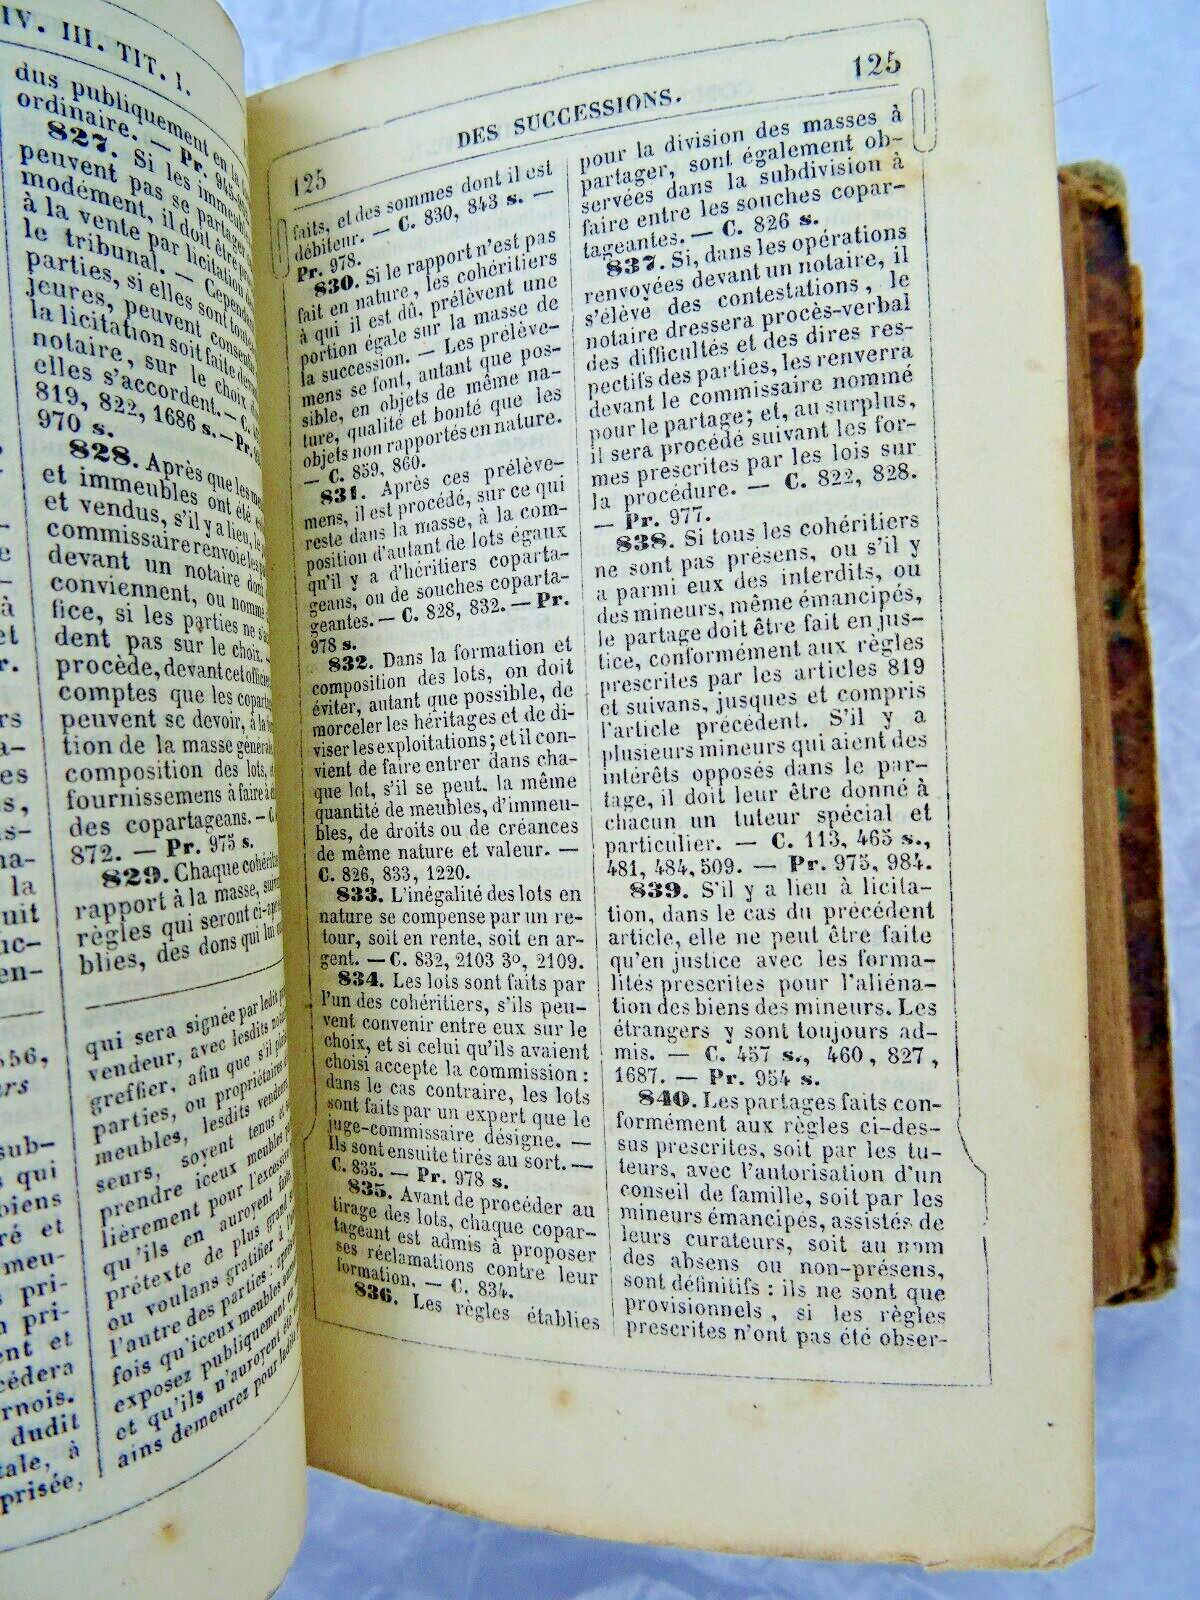 IV. III. TIT. I.
dus publiquement en la
ordinaire. — Pr. 945
827. Si les immeubles
peuvent pas se partager
modément, il doit être
à la vente par licitation
le tribunal. — Cependant
parties, si elles sont toutes
jeures, peuvent
la licitation soit faite
notaire, sur le choix
elles s'accordent. — C.
819, 822, 1686 s. — Pr.
970 s.
828. Après que les
et immeubles ont été
et vendus, s'il y a lieu, le
commissaire renvoie les
devant un notaire dont
conviennent, ou nommé
fice, si les parties ne s'
dent pas sur le choix. —
procède, devant cet
comptes que les
peuvent se devoir, à la
tion de la masse générale
composition des lots,
fournissemens à faire à
des copartageans. — C.
872. — Pr. 975 s.
829. Chaque
rapport à la masse,
règles qui seront ci-après
blies, des dons qui lui
qui sera signée par ledit
vendeur, avec lesdits
greffier, afin que s'il
parties, ou propriétaires
meubles, lesdits
seurs, soyent tenus
prendre iceux meubles
lièrement pour l'excessive
qu'ils en auroyent faite
prétexte de plus grand
ou voulans gratifier à l'
l'autre des parties:
fois qu'iceux meubles
exposez publiquement en
et qu'ils n'auroyent
ains demeurez pour
125
DES SUCCESSIONS.
125
faits, et des sommes dont il est
débiteur. — C. 830, 843 s. —
Pr. 978.
830. Si le rapport n'est pas
fait en nature, les cohéritiers
à qui il est dû, prélèvent une
portion égale sur la masse de
la succession. — Les prélève-
mens se font, autant que pos-
sible, en objets de même na-
ture, qualité et bonté que les
objets non rapportés en nature.
— C. 859, 860.
831. Après ces prélève-
mens, il est procédé, sur ce qui
reste dans la masse, à la com-
position d'autant de lots égaux
qu'il y a d'héritiers coparta-
geans, ou de souches coparta-
geantes. — C. 828, 832. — Pr.
978 s.
832. Dans la formation et
composition des lots, on doit
éviter, autant que possible, de
morceler les héritages et de di-
viser les exploitations; et il con-
vient de faire entrer dans cha-
que lot, s'il se peut, la même
quantité de meubles, d'immeu-
bles, de droits ou de créances
de même nature et valeur. —
C. 826, 833, 1220.
833. L'inégalité des lots en
nature se compense par un re-
tour, soit en rente, soit en ar-
gent. — C. 832, 2103 3º, 2109.
834. Les lots sont faits par
l'un des cohéritiers, s'ils peu-
vent convenir entre eux sur le
choix, et si celui qu'ils avaient
choisi accepte la commission :
dans le cas contraire, les lots
sont faits par un expert que le
juge-commissaire désigne. —
Ils sont ensuite tirés au sort. —
C. 835. — Pr. 978 s.
835. Avant de procéder au
tirage des lots, chaque copar-
tageant est admis à proposer
ses réclamations contre leur
formation. — C. 834.
836. Les règles établies
pour la division des masses à
partager, sont également ob-
servées dans la subdivision à
faire entre les souches copar-
tageantes. — C. 826 s.
837. Si, dans les opérations
renvoyées devant un notaire, il
s'élève des contestations, le
notaire dressera procès-verbal
des difficultés et des dires res-
pectifs des parties, les renverra
devant le commissaire nommé
pour le partage; et, au surplus,
il sera procédé suivant les for-
mes prescrites par les lois sur
la procédure. — C. 822, 828.
— Pr. 977.
838. Si tous les cohéritiers
ne sont pas présens, ou s'il y
a parmi eux des interdits, ou
des mineurs, même émancipés,
le partage doit être fait en jus-
tice, conformément aux règles
prescrites par les articles 819
et suivans, jusques et compris
l'article précédent. S'il y a
plusieurs mineurs qui aient des
intérêts opposés dans le par-
tage, il doit leur être donné à
chacun un tuteur spécial et
particulier. — C. 113, 465 s.,
481, 484, 509. — Pr. 975, 984.
839. S'il y a lieu à licita-
tion, dans le cas du précédent
article, elle ne peut être faite
qu'en justice avec les forma-
lités prescrites pour l'aliéna-
tion des biens des mineurs. Les
étrangers y sont toujours ad-
mis. — C. 457 s., 460, 827,
1687. — Pr. 954 s.
840. Les partages faits con-
formément aux règles ci-des-
sus prescrites, soit par les tu-
teurs, avec l'autorisation d'un
conseil de famille, soit par les
mineurs émancipés, assistés de
leurs curateurs, soit au nom
des absens ou non-présens,
sont définitifs : ils ne sont que
provisionnels, si les règles
prescrites n'ont pas été obser-